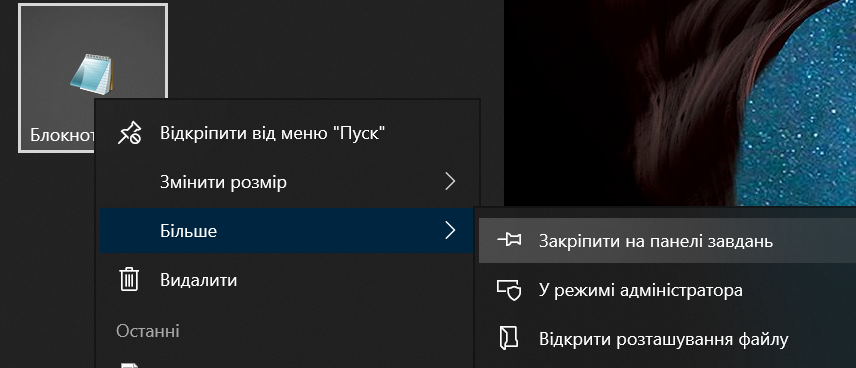 Блокнот
Відкріпити від меню "Пуск"
Змінити розмір
Більше
Видалити
Останні
Закріпити на панелі завдань
У режимі адміністратора
Відкрити розташування файлу